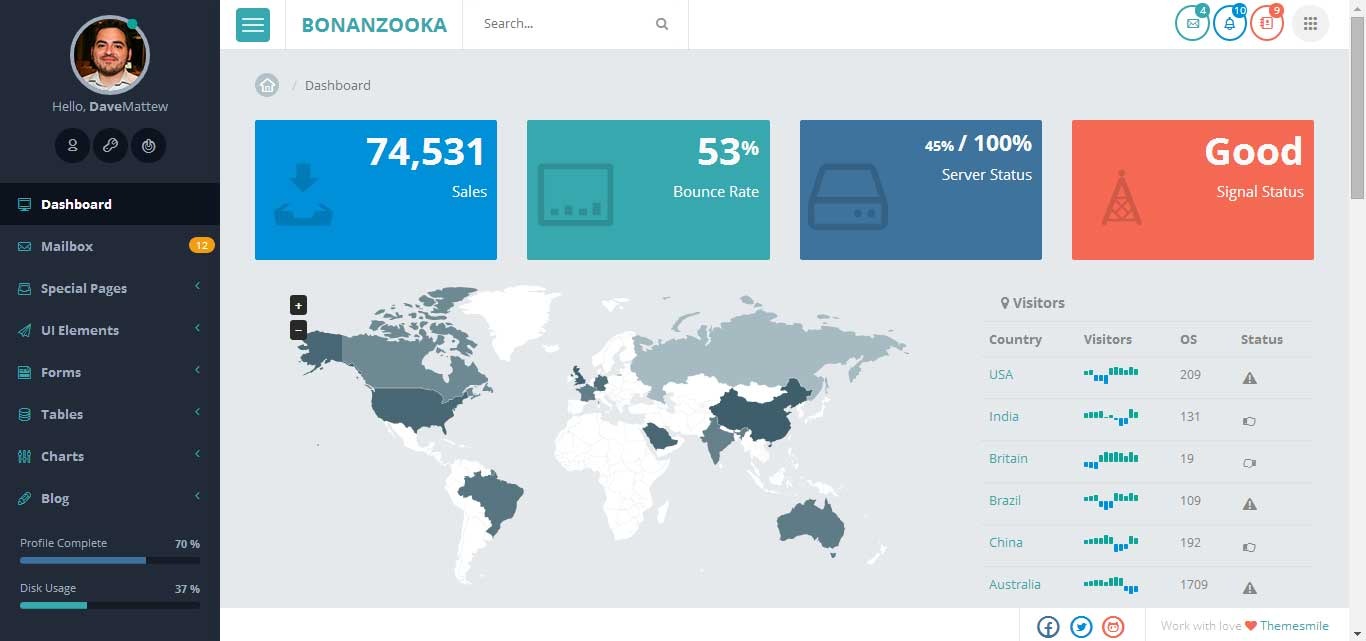 Hello, DaveMattew
Dashboard
Mailbox 12
Special Pages
UI Elements
Forms
Tables
Charts
Blog
Profile Complete 70 %
Disk Usage 37 %
BONANZOOKA
Search...
4 10 9
/ Dashboard
74,531
Sales
53%
Bounce Rate
45% / 100%
Server Status
Good
Signal Status
+
−
Visitors
Country Visitors OS Status
USA 209
India 131
Britain 19
Brazil 109
China 192
Australia 1709
Work with love Themesmile